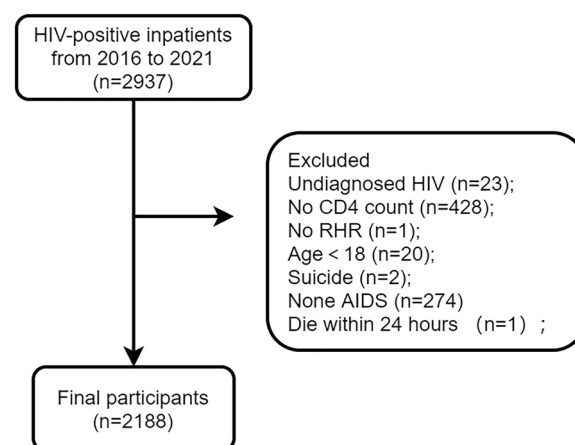 HIV-positive inpatients
from 2016 to 2021
(n=2937)
Excluded
Undiagnosed HIV (n=23);
No CD4 count (n=428);
No RHR (n=1);
Age < 18 (n=20);
Suicide (n=2);
None AIDS (n=274)
Die within 24 hours （n=1）;
Final participants
(n=2188)